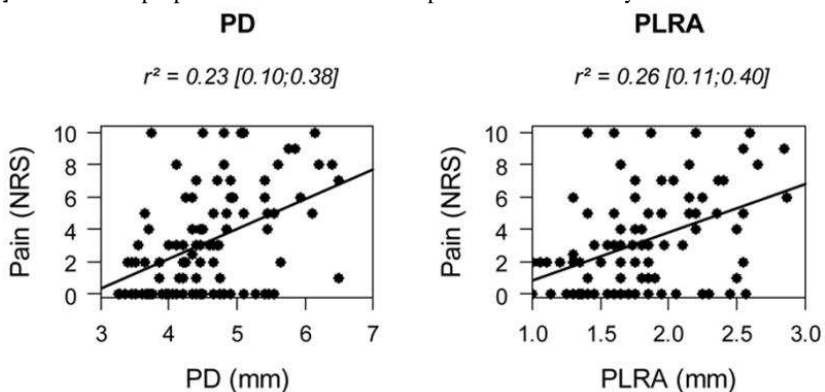 PD
r² = 0.23 [0.10;0.38]
Pain (NRS)
10
8
6
4
2
0
3
4
5
6
7
PD (mm)
PLRA
r² = 0.26 [0.11;0.40]
Pain (NRS)
10
8
6
4
2
0
1.0
1.5
2.0
2.5
3.0
PLRA (mm)